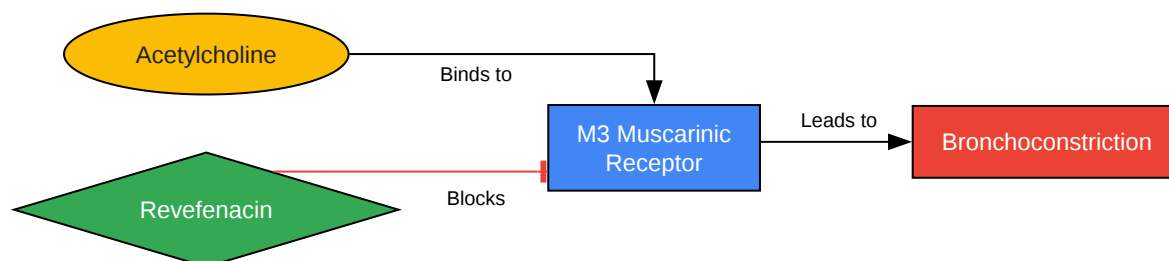 Acetylcholine
Binds to
M3 Muscarinic
Receptor
Leads to
Bronchoconstriction
Revefenacin
Blocks